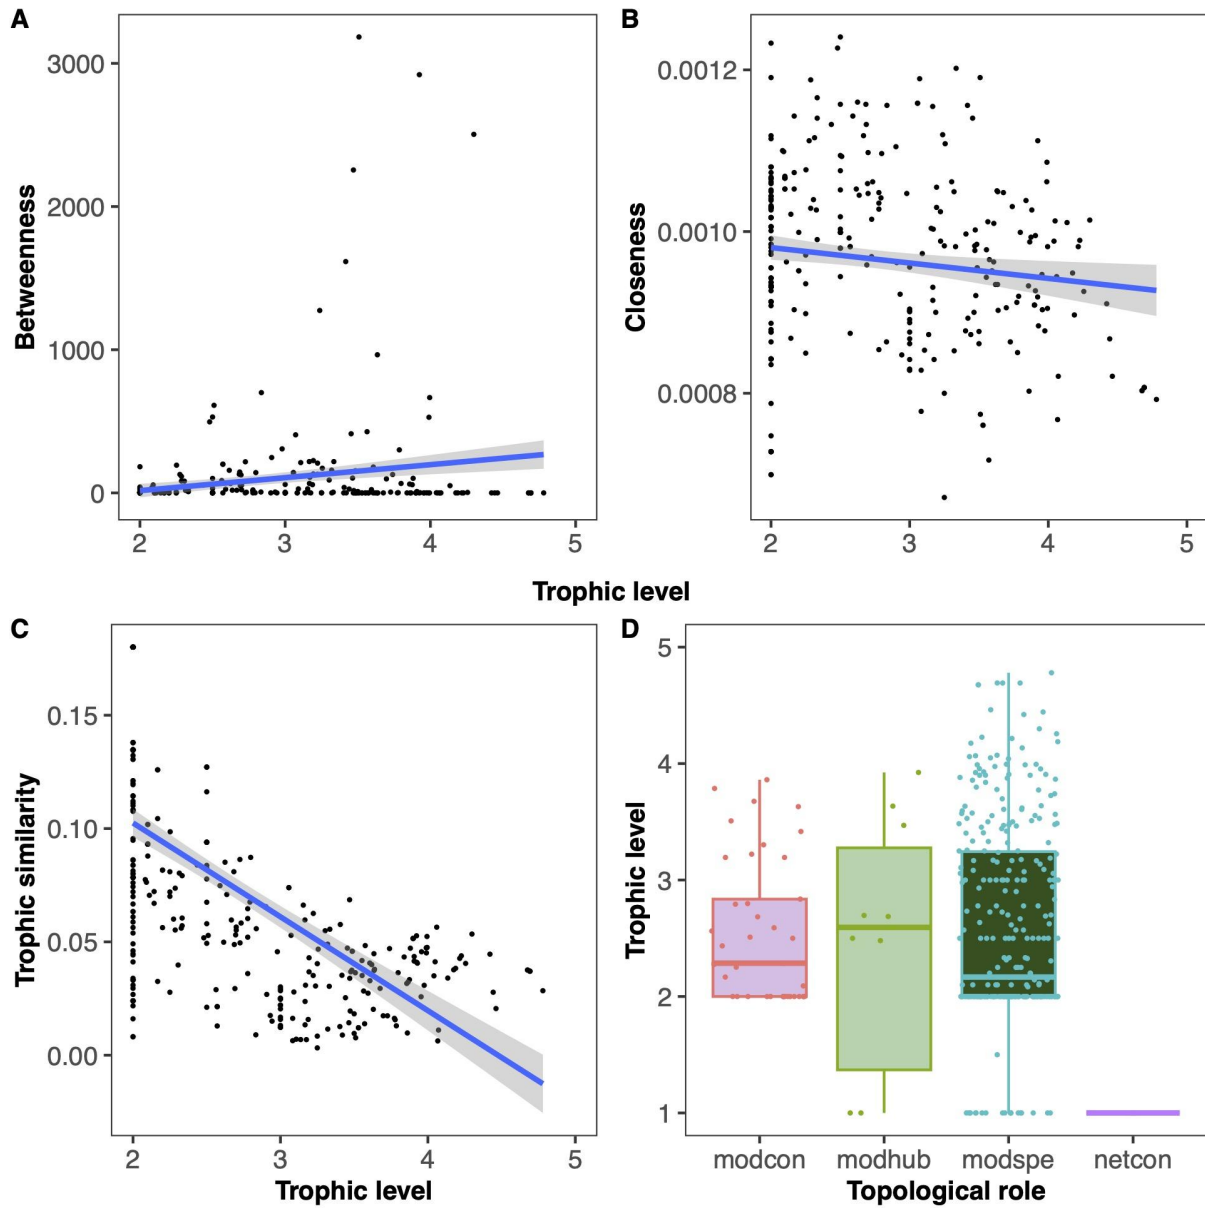 A
Betweenness
3000
2000
1000
0
2 3 4 5
B
Closeness
0.0012
0.0010
0.0008
2 3 4 5
Trophic level
C
Trophic similarity
0.15
0.10
0.05
0.00
2 3 4 5
Trophic level
D
Trophic level
5
4
3
2
1
modcon modhub modspe netcon
Topological role